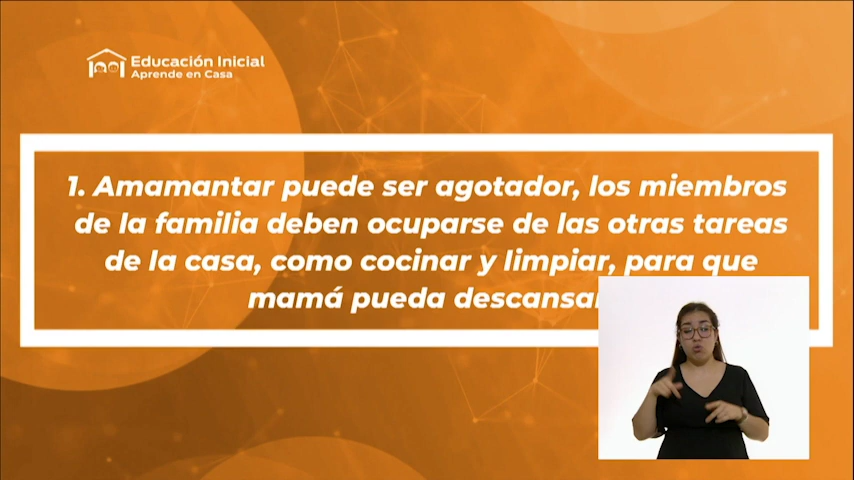 Educación Inicial
Aprende en Casa
1. Amamantar puede ser agotador, los miembros
de la familia deben ocuparse de las otras tareas
de la casa, como cocinar y limpiar, para que
mamá pueda descansar